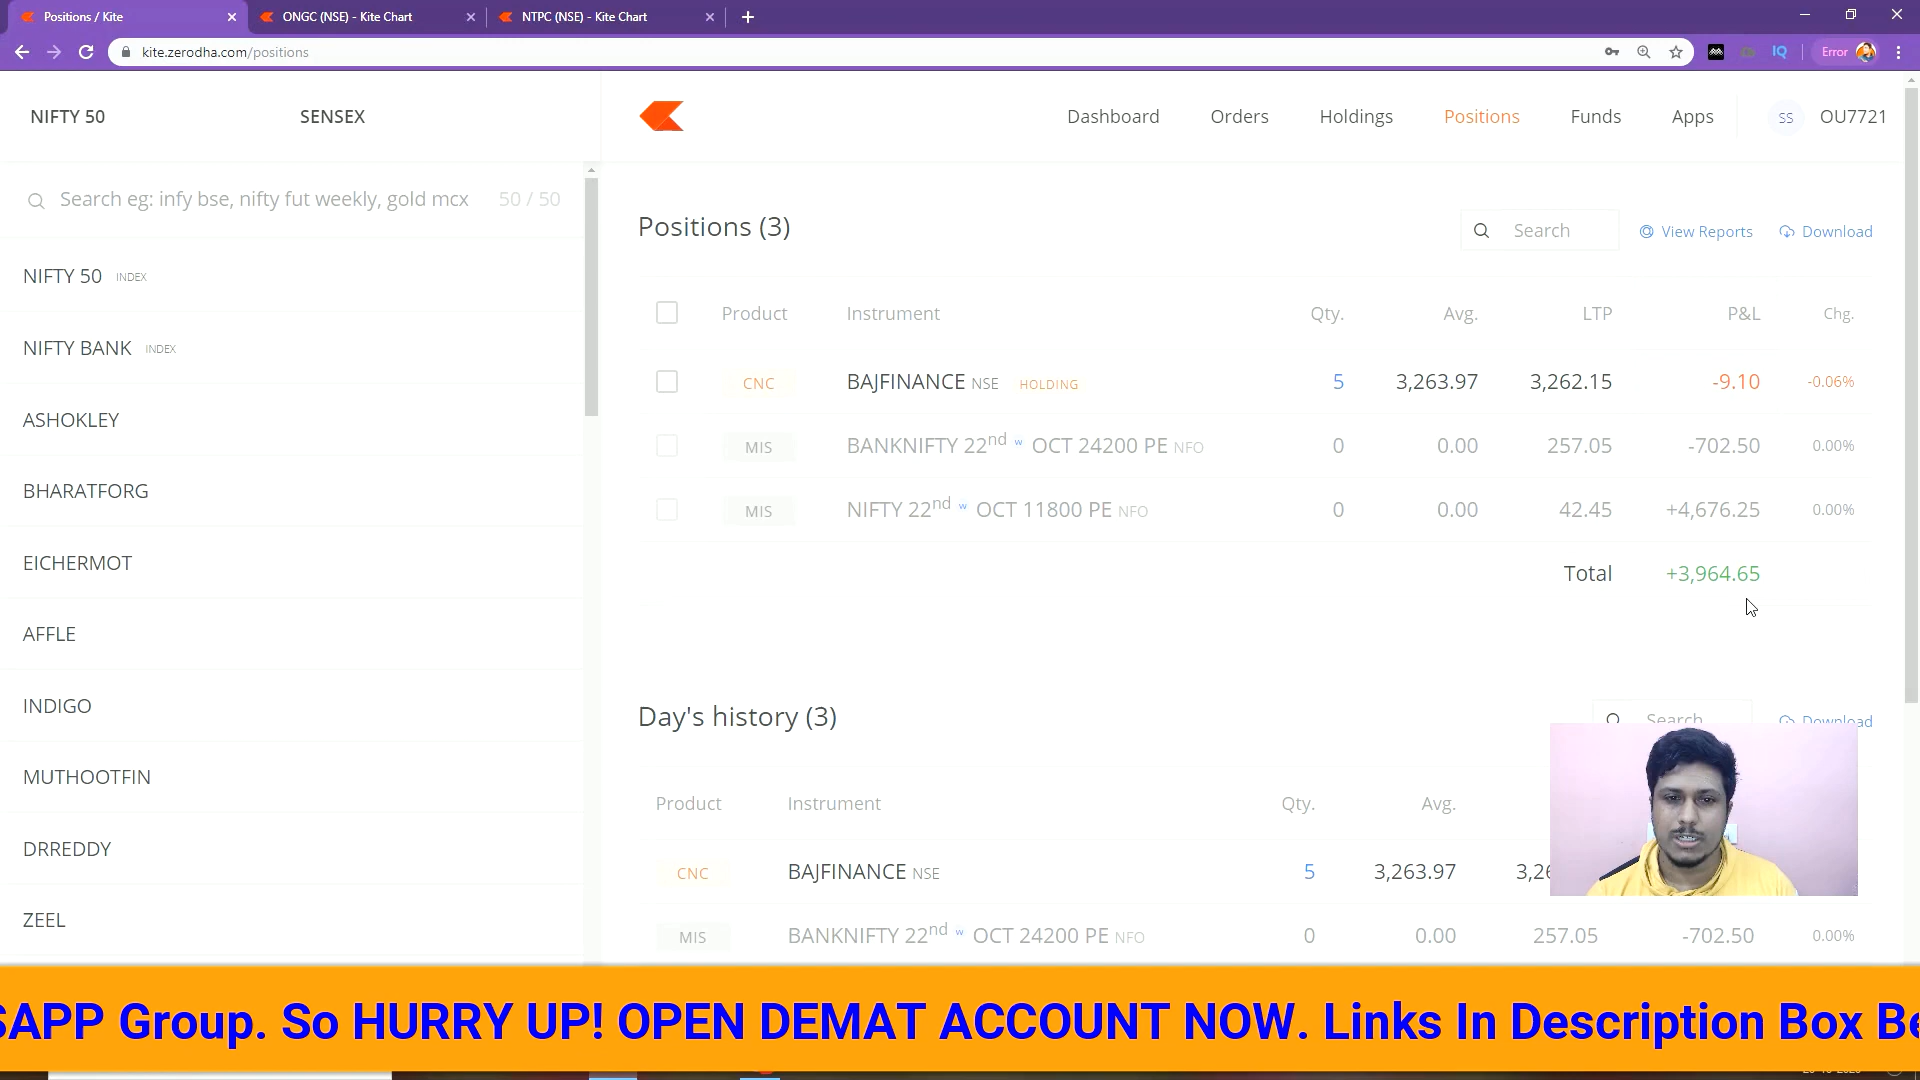 Positions / Kite
ONGC (NSE) - Kite Chart
NTPC (NSE) - Kite Chart
kite.zerodha.com/positions
IQ
Error
NIFTY 50
SENSEX
Dashboard
Orders
Holdings
Positions
Funds
Apps
SS
OU7721
Search eg: infy bse, nifty fut weekly, gold mcx
50 / 50
NIFTY 50 INDEX
NIFTY BANK INDEX
ASHOKLEY
BHARATFORG
EICHERMOT
AFFLE
INDIGO
MUTHOOTFIN
DRREDDY
ZEEL
Positions (3)
Search
View Reports
Download
Product Instrument Qty. Avg. LTP P&L Chg.
CNC BAJFINANCE NSE HOLDING 5 3,263.97 3,262.15 -9.10 -0.06%
MIS BANKNIFTY 22nd w OCT 24200 PE NFO 0 0.00 257.05 -702.50 0.00%
MIS NIFTY 22nd w OCT 11800 PE NFO 0 0.00 42.45 +4,676.25 0.00%
Total +3,964.65
Day's history (3)
Search
Download
Product Instrument Qty. Avg.
CNC BAJFINANCE NSE 5 3,263.97 3,26
MIS BANKNIFTY 22nd w OCT 24200 PE NFO 0 0.00 257.05 -702.50 0.00%
SAPP Group. So HURRY UP! OPEN DEMAT ACCOUNT NOW. Links In Description Box Be